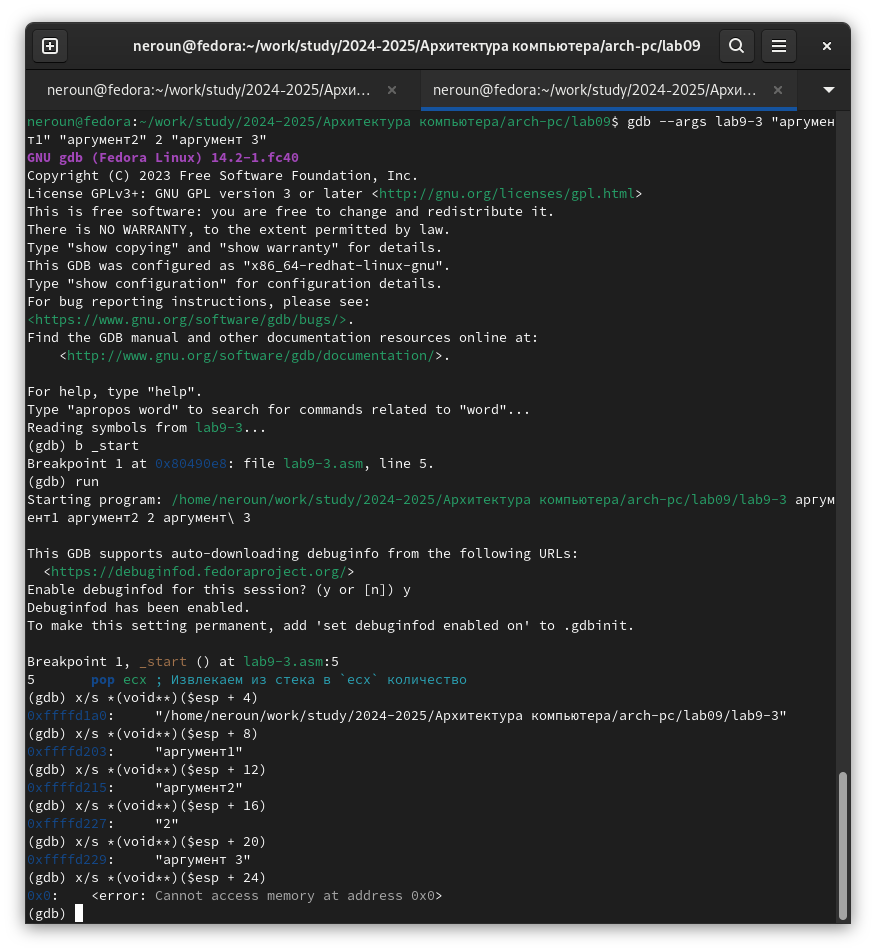 neroun@fedora:~/work/study/2024-2025/Архитектура компьютера/arch-pc/lab09
neroun@fedora:~/work/study/2024-2025/Архи...
neroun@fedora:~/work/study/2024-2025/Архи...
neroun@fedora:~/work/study/2024-2025/Архитектура компьютера/arch-pc/lab09$ gdb --args lab9-3 "аргумен
т1" "аргумент2" 2 "аргумент 3"
GNU gdb (Fedora Linux) 14.2-1.fc40
Copyright (C) 2023 Free Software Foundation, Inc.
License GPLv3+: GNU GPL version 3 or later <http://gnu.org/licenses/gpl.html>
This is free software: you are free to change and redistribute it.
There is NO WARRANTY, to the extent permitted by law.
Type "show copying" and "show warranty" for details.
This GDB was configured as "x86_64-redhat-linux-gnu".
Type "show configuration" for configuration details.
For bug reporting instructions, please see:
<https://www.gnu.org/software/gdb/bugs/>.
Find the GDB manual and other documentation resources online at:
    <http://www.gnu.org/software/gdb/documentation/>.
For help, type "help".
Type "apropos word" to search for commands related to "word"...
Reading symbols from lab9-3...
(gdb) b _start
Breakpoint 1 at 0x80490e8: file lab9-3.asm, line 5.
(gdb) run
Starting program: /home/neroun/work/study/2024-2025/Архитектура компьютера/arch-pc/lab09/lab9-3 аргум
ент1 аргумент2 2 аргумент\ 3
This GDB supports auto-downloading debuginfo from the following URLs:
  <https://debuginfod.fedoraproject.org/>
Enable debuginfod for this session? (y or [n]) y
Debuginfod has been enabled.
To make this setting permanent, add 'set debuginfod enabled on' to .gdbinit.
Breakpoint 1, _start () at lab9-3.asm:5
5       pop ecx ; Извлекаем из стека в `ecx` количество
(gdb) x/s *(void**)($esp + 4)
0xffffd1a0:     "/home/neroun/work/study/2024-2025/Архитектура компьютера/arch-pc/lab09/lab9-3"
(gdb) x/s *(void**)($esp + 8)
0xffffd203:     "аргумент1"
(gdb) x/s *(void**)($esp + 12)
0xffffd215:     "аргумент2"
(gdb) x/s *(void**)($esp + 16)
0xffffd227:     "2"
(gdb) x/s *(void**)($esp + 20)
0xffffd229:     "аргумент 3"
(gdb) x/s *(void**)($esp + 24)
0x0:    <error: Cannot access memory at address 0x0>
(gdb)